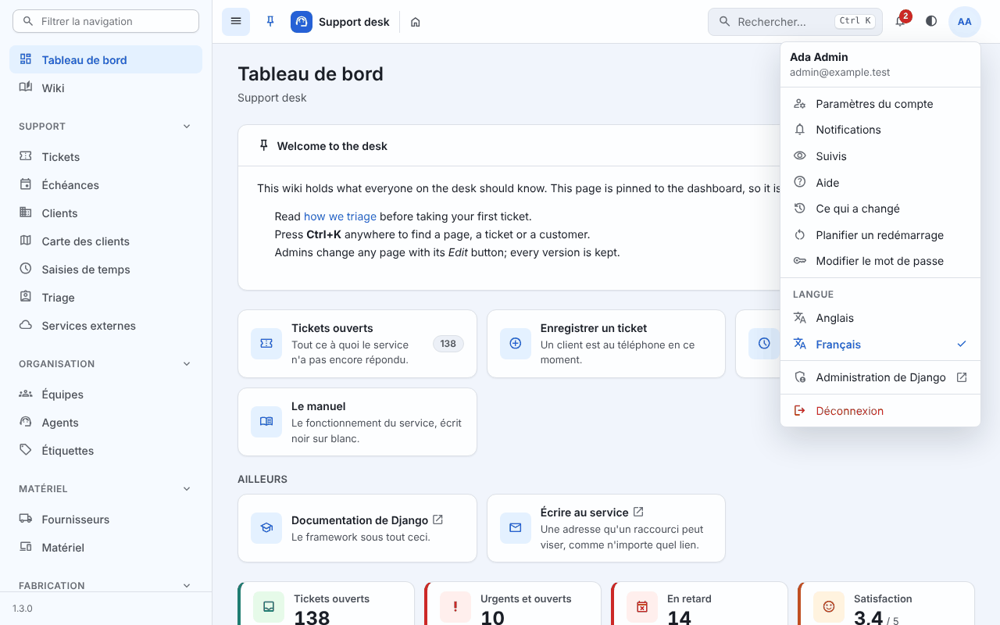 Filtrer la navigation
Tableau de bord
Wiki
SUPPORT
Tickets
Échéances
Clients
Carte des clients
Saisies de temps
Triage
Services externes
ORGANISATION
Équipes
Agents
Étiquettes
MATÉRIEL
Fournisseurs
Matériel
FABRICATION
1.3.0
Support desk
Rechercher...
Ctrl K
2
AA
Tableau de bord
Support desk
Welcome to the desk
This wiki holds what everyone on the desk should know. This page is pinned to the dashboard, so it is
Read how we triage before taking your first ticket.
Press Ctrl+K anywhere to find a page, a ticket or a customer.
Admins change any page with its Edit button; every version is kept.
Tickets ouverts
Tout ce à quoi le service
n'a pas encore répondu.
138
Enregistrer un ticket
Un client est au téléphone en ce
moment.
Le manuel
Le fonctionnement du service, écrit
noir sur blanc.
AILLEURS
Documentation de Django
Le framework sous tout ceci.
Écrire au service
Une adresse qu'un raccourci peut
viser, comme n'importe quel lien.
Tickets ouverts
138
Urgents et ouverts
10
En retard
14
Satisfaction
3,4 / 5
Ada Admin
admin@example.test
Paramètres du compte
Notifications
Suivis
Aide
Ce qui a changé
Planifier un redémarrage
Modifier le mot de passe
LANGUE
Anglais
Français
Administration de Django
Déconnexion